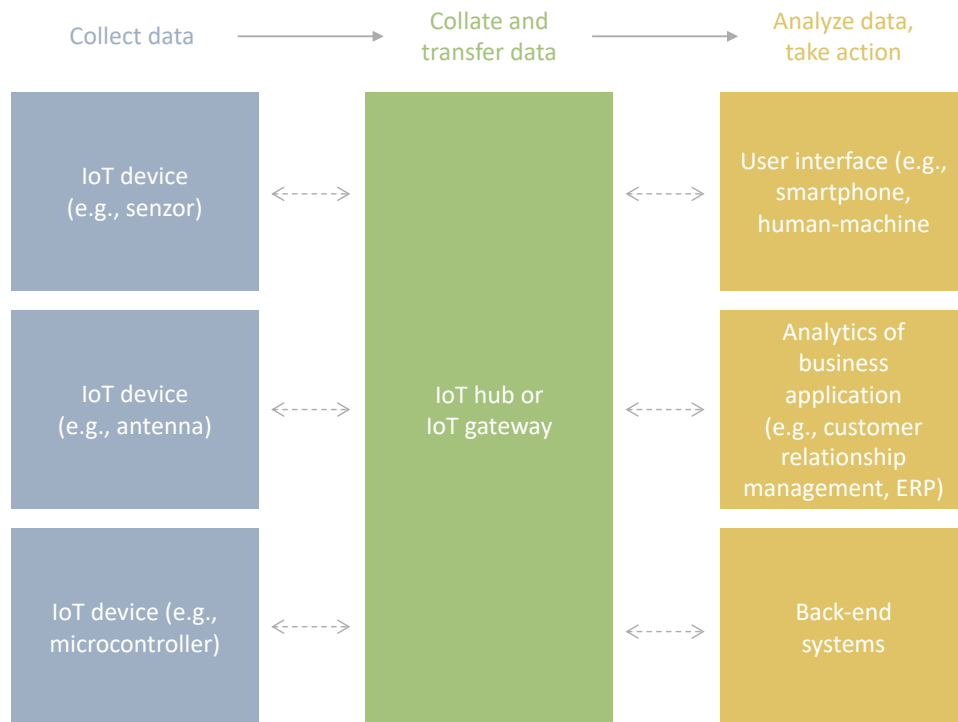 Collect data
Collate and
transfer data
Analyze data,
take action
IoT device
(e.g., senzor)
User interface (e.g.,
smartphone,
human-machine
IoT device
(e.g., antenna)
IoT hub or
IoT gateway
Analytics of
business
application
(e.g., customer
relationship
management, ERP)
IoT device (e.g.,
microcontroller)
Back-end
systems